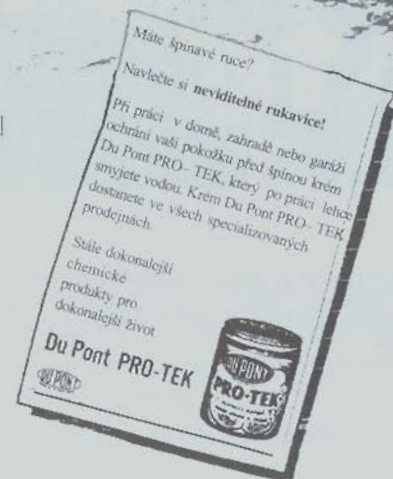 Máte špinavé ruce?
Navlečte si neviditelné rukavice!
Při práci v domě, zahradě nebo garáži
ochrání vaši pokožku před špínou krém
Du Pont PRO- TEK, který po práci lehce
smyjete vodou. Krém Du Pont PRO- TEK
dostanete ve všech specializovaných
prodejnách.
Stále dokonalejší
chemické
produkty pro
dokonalejší život
Du Pont PRO-TEK
DU PONT
DU PONT
PRO-TEK